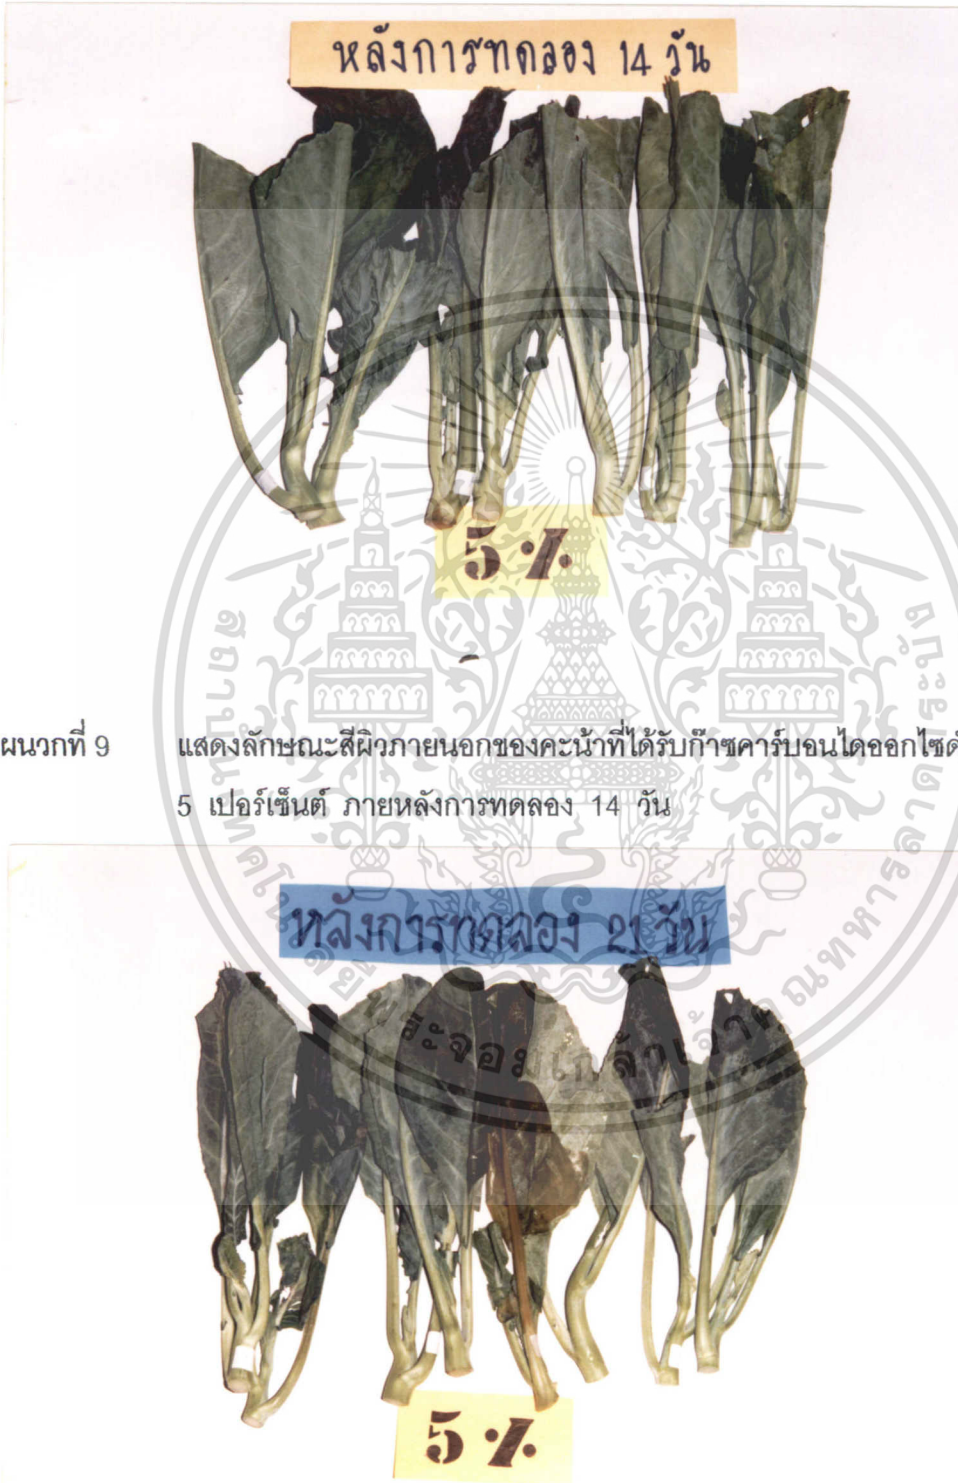 หลังการทดลอง 14 วัน
5 %
ผนวกที่ 9 แสดงลักษณะสีผิวภายนอกของคะน้าที่ได้รับก๊าซคาร์บอนไดออกไซด์
5 เปอร์เซ็นต์ ภายหลังการทดลอง 14 วัน
หลังการทดลอง 21 วัน
5 %